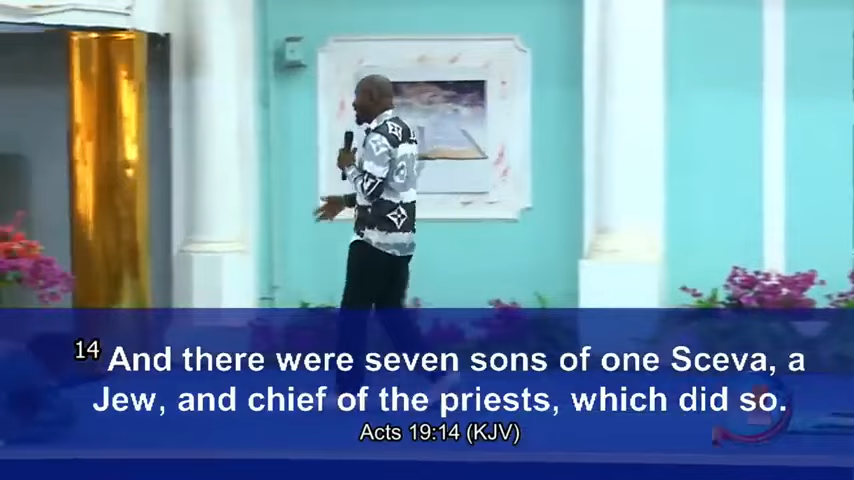 14 And there were seven sons of one Sceva, a
Jew, and chief of the priests, which did so.
Acts 19:14 (KJV)